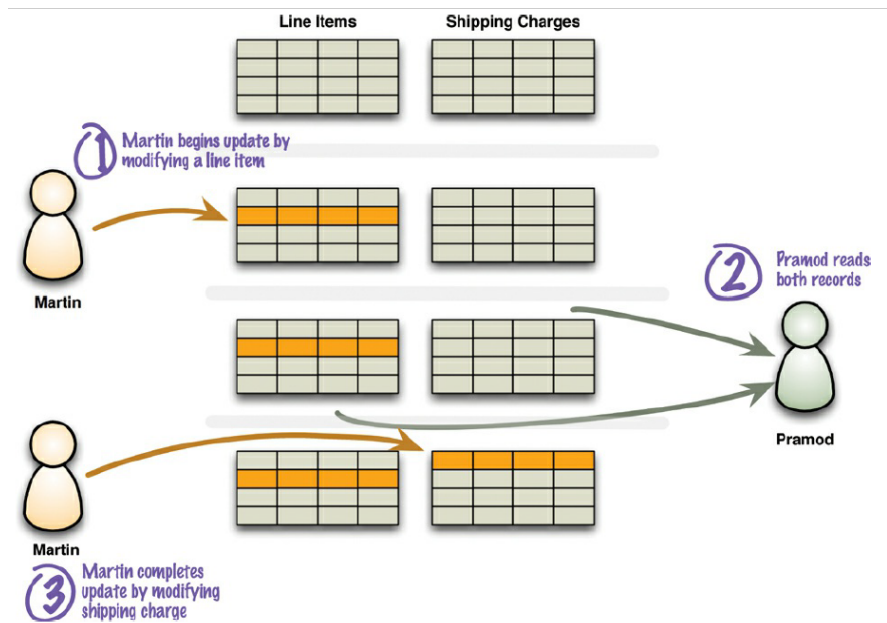 Line Items
Shipping Charges
1
Martin begins update by
modifying a line item
Martin
2
Pramod reads
both records
Pramod
Martin
3
Martin completes
update by modifying
shipping charge